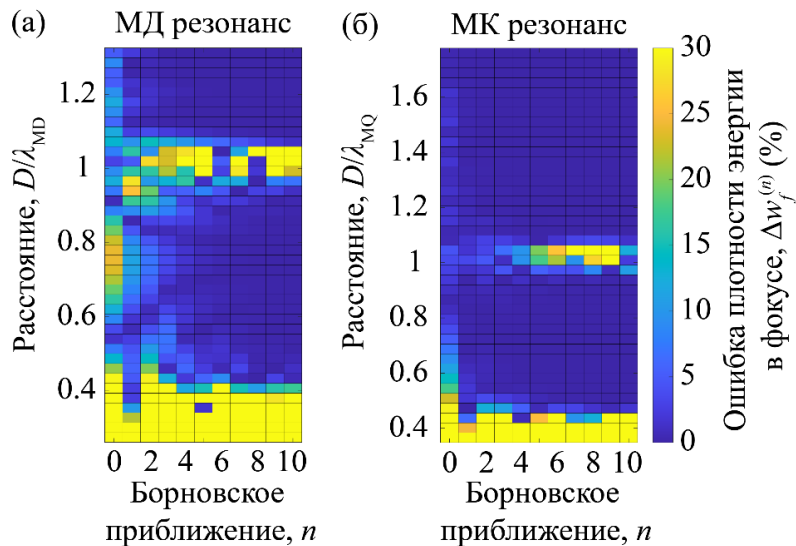 (а) МД резонанс
Расстояние, D/λMD
1.2
1
0.8
0.6
0.4
0 2 4 6 8 10
Борновское
приближение, n
(б) МК резонанс
Расстояние, D/λMQ
1.6
1.4
1.2
1
0.8
0.6
0.4
0 2 4 6 8 10
Борновское
приближение, n
30
25
20
15
10
5
0
Ошибка плотности энергии
в фокусе, Δwf(n) (%)